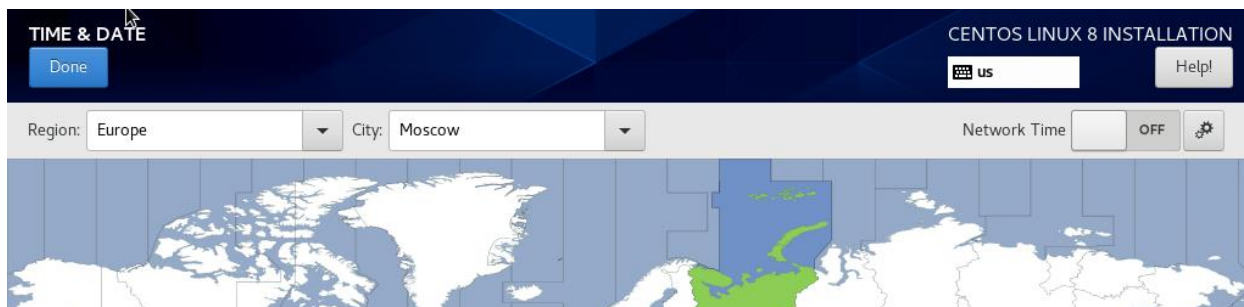 TIME & DATE
CENTOS LINUX 8 INSTALLATION
Done
us
Help!
Region: Europe City: Moscow Network Time OFF